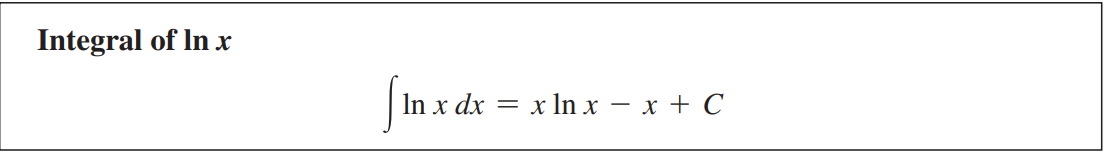 Integral of ln x
∫ ln x dx = x ln x − x + C